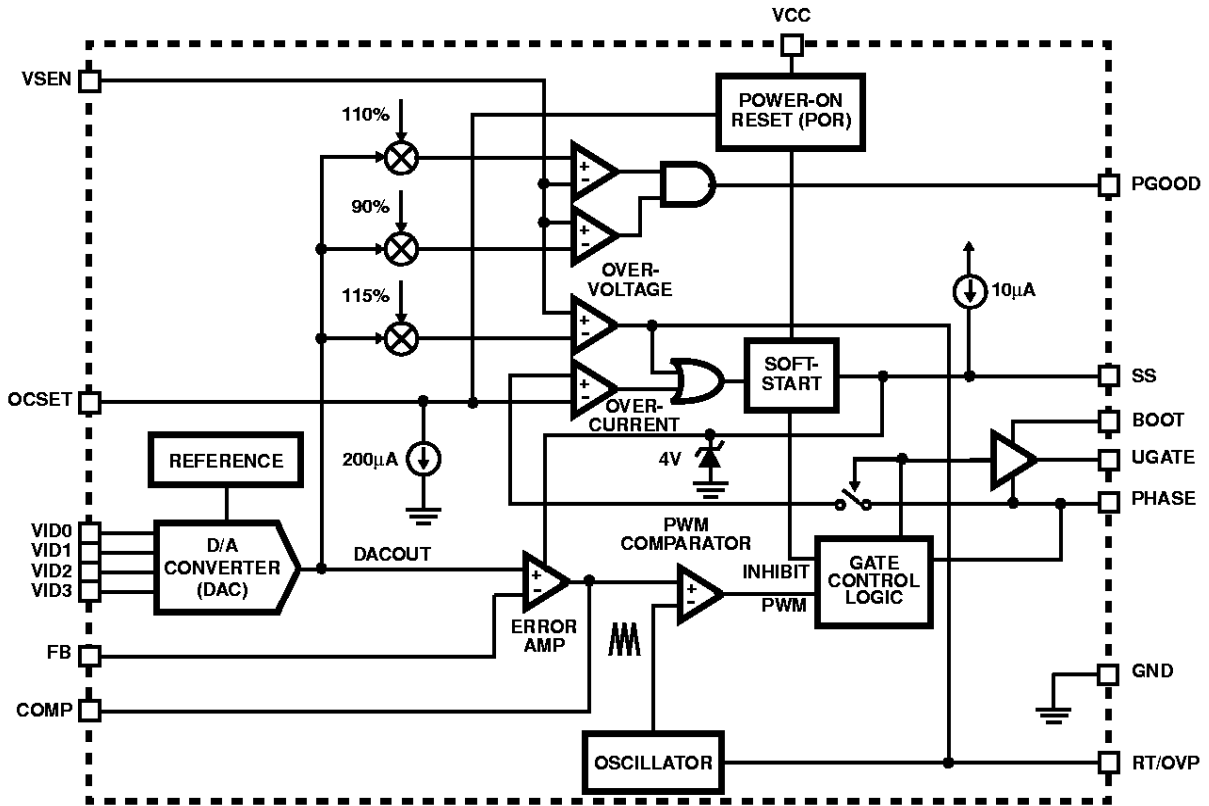 VCC
VSEN
POWER-ON
RESET (POR)
110%
+
-
PGOOD
90%
+
-
OVER-
VOLTAGE
10μA
115%
+
-
SOFT-
START
SS
OCSET
+
-
OVER-
CURRENT
BOOT
REFERENCE
200μA
4V
UGATE
PHASE
VID0
VID1
VID2
VID3
D/A
CONVERTER
(DAC)
DACOUT
PWM
COMPARATOR
+
-
ERROR
AMP
+
-
INHIBIT
PWM
GATE
CONTROL
LOGIC
FB
GND
COMP
OSCILLATOR
RT/OVP